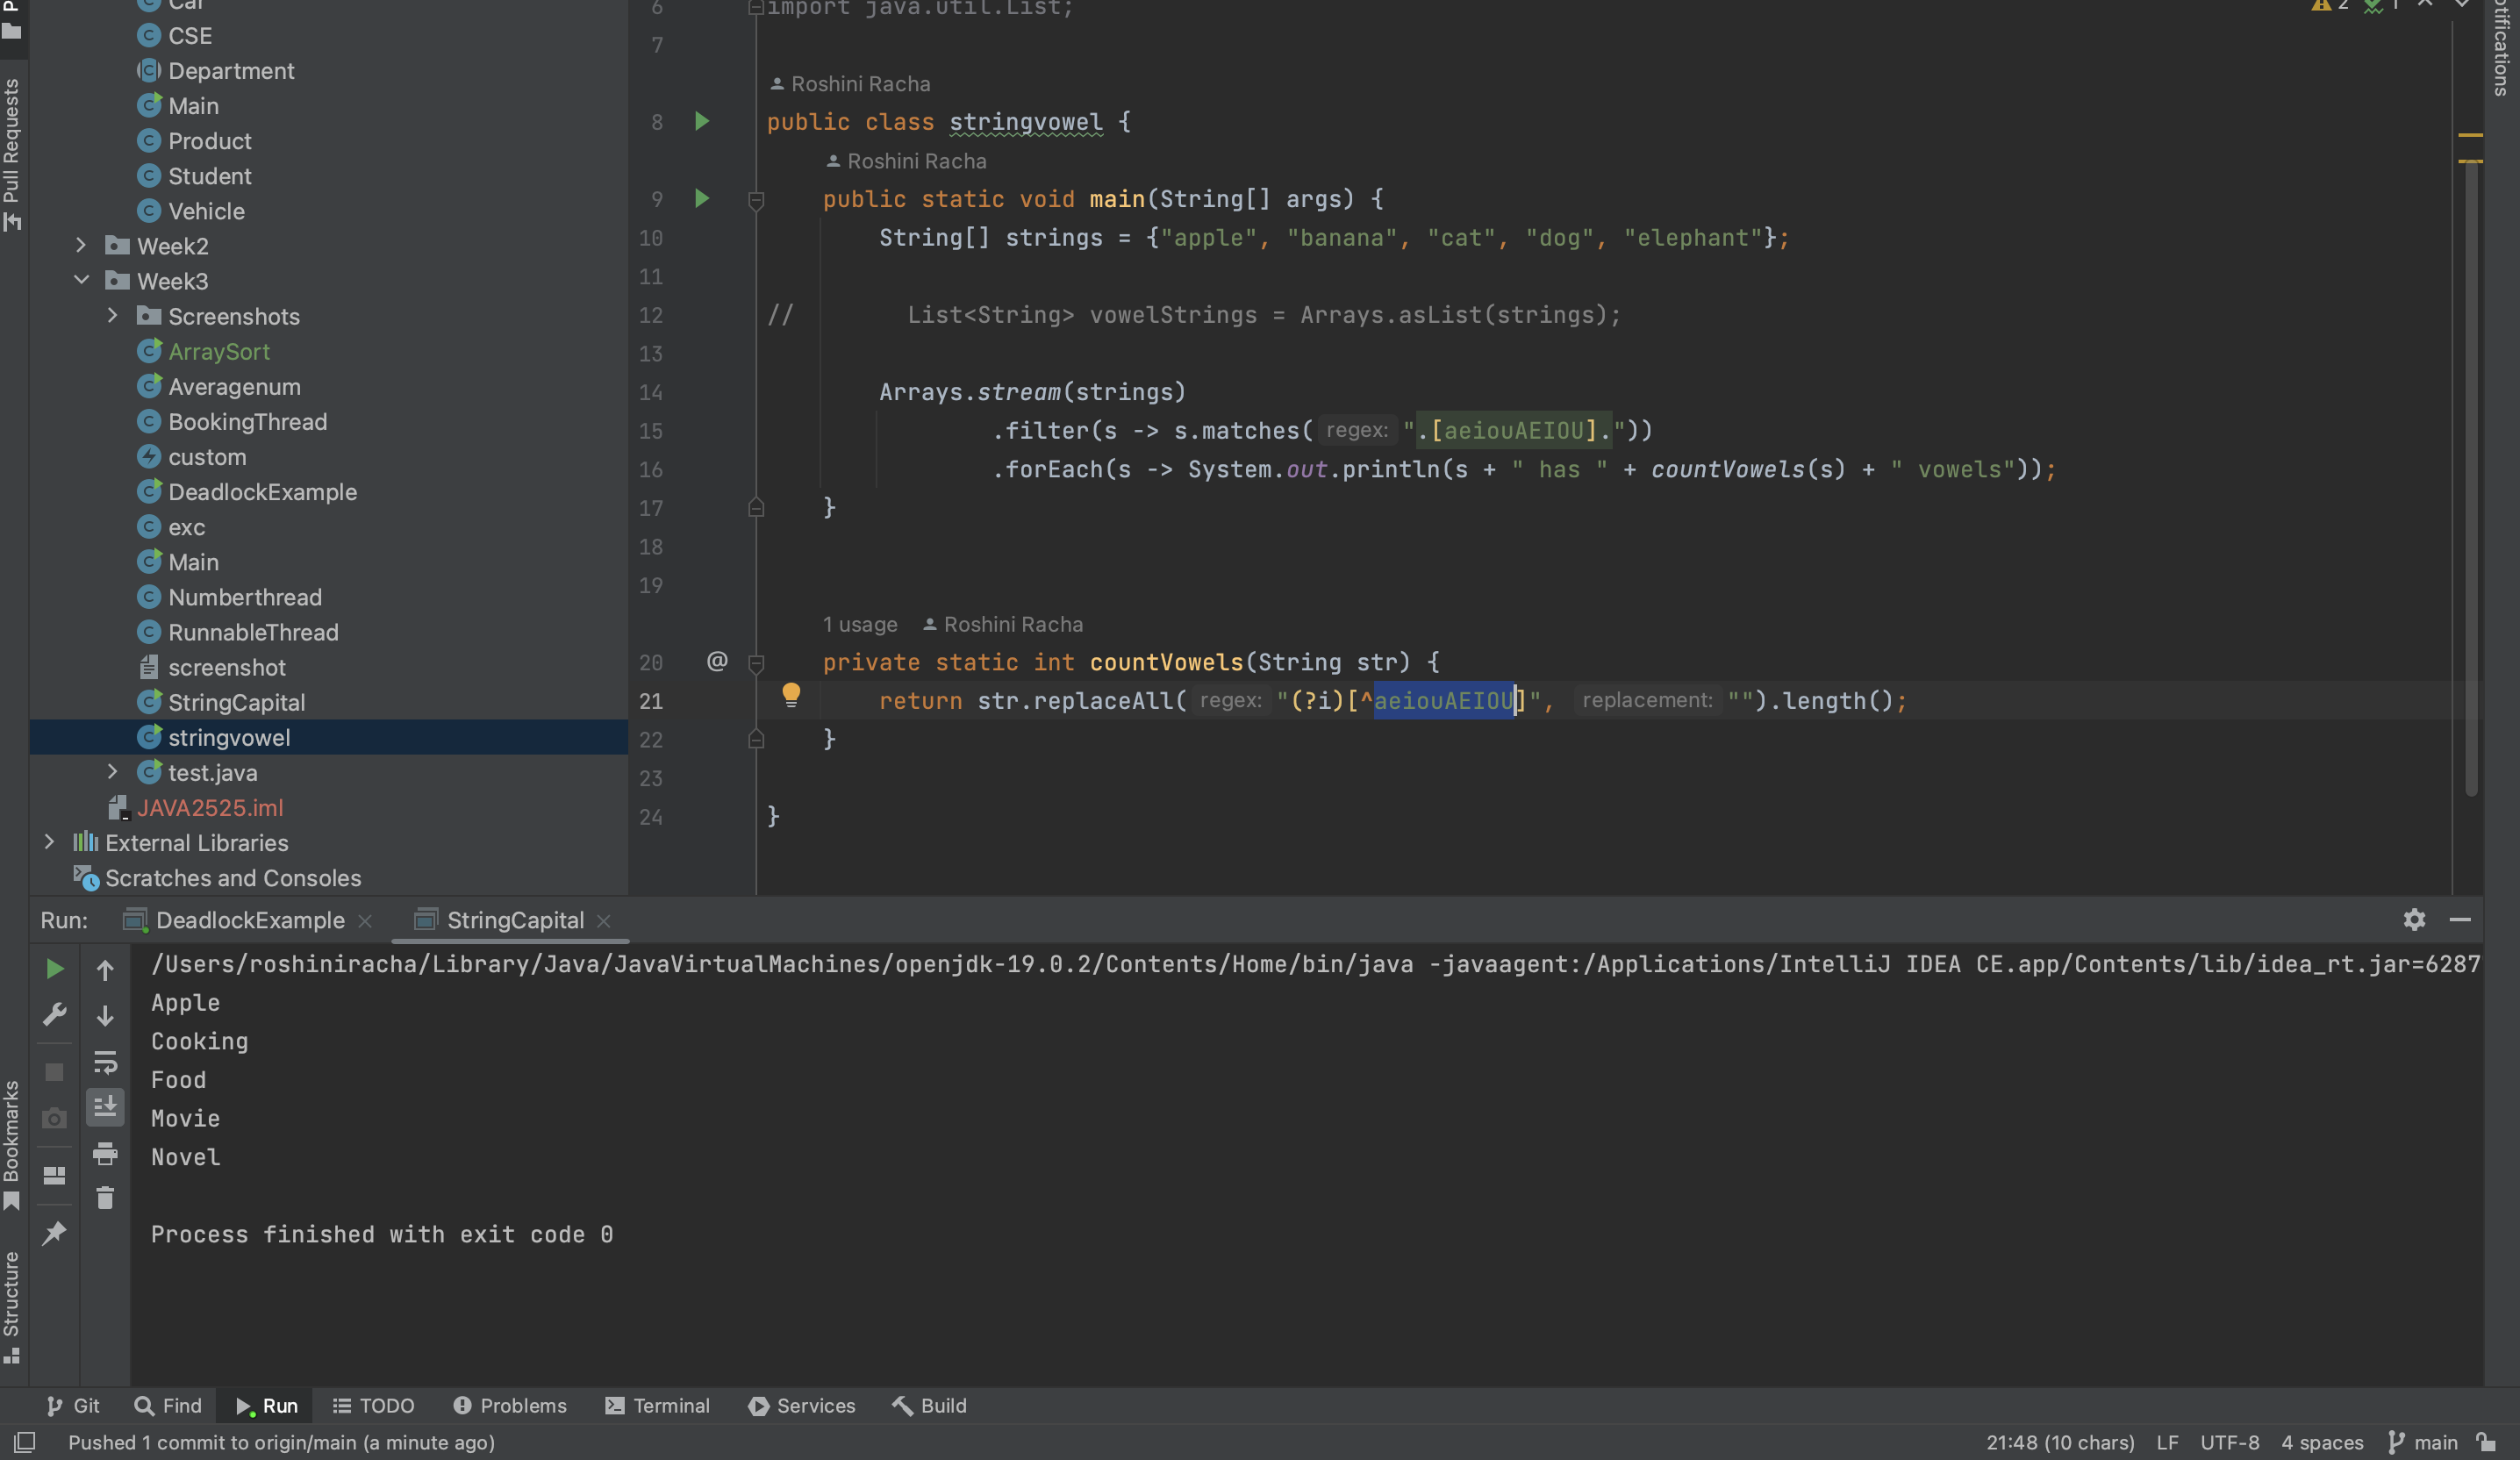 Pull Requests
Car
CSE
Department
Main
Product
Student
Vehicle
Week2
Week3
Screenshots
ArraySort
Averagenum
BookingThread
custom
DeadlockExample
exc
Main
Numberthread
RunnableThread
screenshot
StringCapital
stringvowel
test.java
JAVA2525.iml
External Libraries
Scratches and Consoles
6 import java.util.List; 2 1
7
Roshini Racha
8 public class stringvowel {
Roshini Racha
9 public static void main(String[] args) {
10 String[] strings = {"apple", "banana", "cat", "dog", "elephant"};
11
12 // List<String> vowelStrings = Arrays.asList(strings);
13
14 Arrays.stream(strings)
15 .filter(s -> s.matches( regex: ".[aeiouAEIOU]."))
16 .forEach(s -> System.out.println(s + " has " + countVowels(s) + " vowels"));
17 }
18
19
1 usage Roshini Racha
20 @ private static int countVowels(String str) {
21 return str.replaceAll( regex: "(?i)[^aeiouAEIOU]", replacement: "").length();
22 }
23
24 }
Run: DeadlockExample StringCapital
/Users/roshiniracha/Library/Java/JavaVirtualMachines/openjdk-19.0.2/Contents/Home/bin/java -javaagent:/Applications/IntelliJ IDEA CE.app/Contents/lib/idea_rt.jar=6287
Apple
Cooking
Food
Movie
Novel
Process finished with exit code 0
Bookmarks
Structure
Git Find Run TODO Problems Terminal Services Build
Pushed 1 commit to origin/main (a minute ago) 21:48 (10 chars) LF UTF-8 4 spaces main